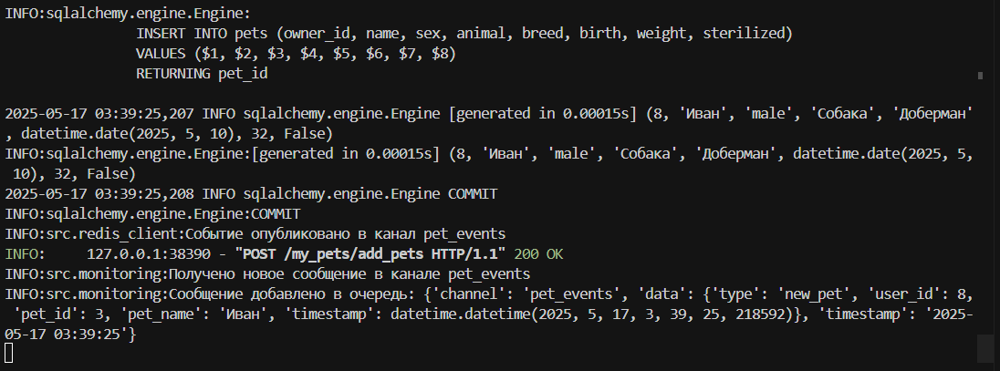 INFO:sqlalchemy.engine.Engine:
                INSERT INTO pets (owner_id, name, sex, animal, breed, birth, weight, sterilized)
                VALUES ($1, $2, $3, $4, $5, $6, $7, $8)
                RETURNING pet_id
2025-05-17 03:39:25,207 INFO sqlalchemy.engine.Engine [generated in 0.00015s] (8, 'Иван', 'male', 'Собака', 'Доберман'
, datetime.date(2025, 5, 10), 32, False)
INFO:sqlalchemy.engine.Engine:[generated in 0.00015s] (8, 'Иван', 'male', 'Собака', 'Доберман', datetime.date(2025, 5,
 10), 32, False)
2025-05-17 03:39:25,208 INFO sqlalchemy.engine.Engine COMMIT
INFO:sqlalchemy.engine.Engine:COMMIT
INFO:src.redis_client:Событие опубликовано в канал pet_events
INFO:     127.0.0.1:38390 - "POST /my_pets/add_pets HTTP/1.1" 200 OK
INFO:src.monitoring:Получено новое сообщение в канале pet_events
INFO:src.monitoring:Сообщение добавлено в очередь: {'channel': 'pet_events', 'data': {'type': 'new_pet', 'user_id': 8,
 'pet_id': 3, 'pet_name': 'Иван', 'timestamp': datetime.datetime(2025, 5, 17, 3, 39, 25, 218592)}, 'timestamp': '2025-
05-17 03:39:25'}